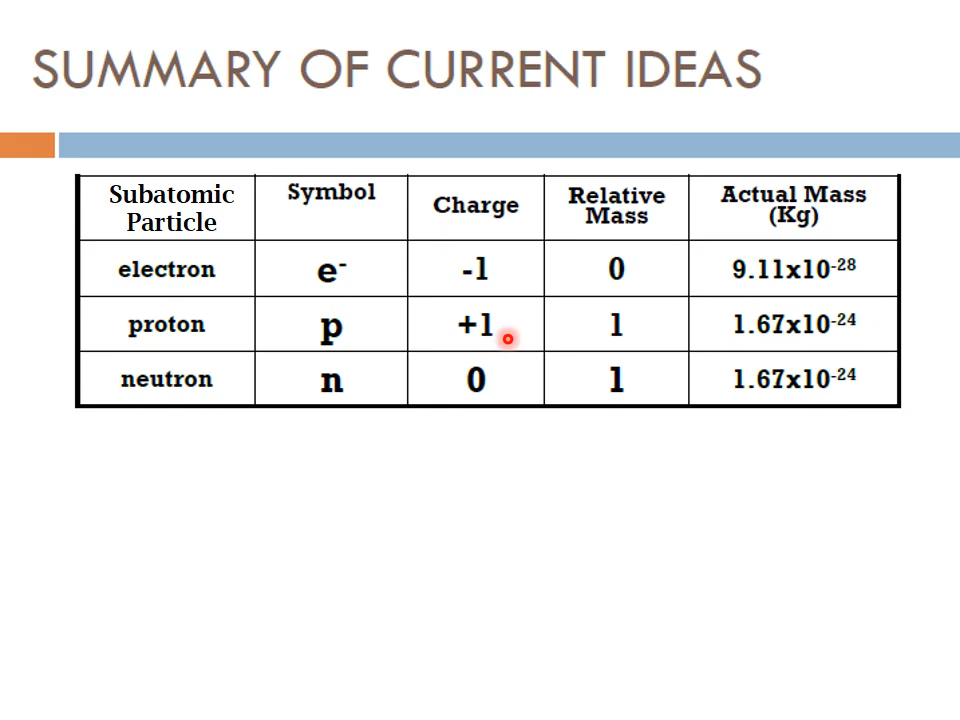 SUMMARY OF CURRENT IDEAS
Subatomic Particle Symbol Charge Relative Mass Actual Mass (Kg)
electron e⁻ -1 0 9.11x10⁻²⁸
proton p +1 1 1.67x10⁻²⁴
neutron n 0 1 1.67x10⁻²⁴